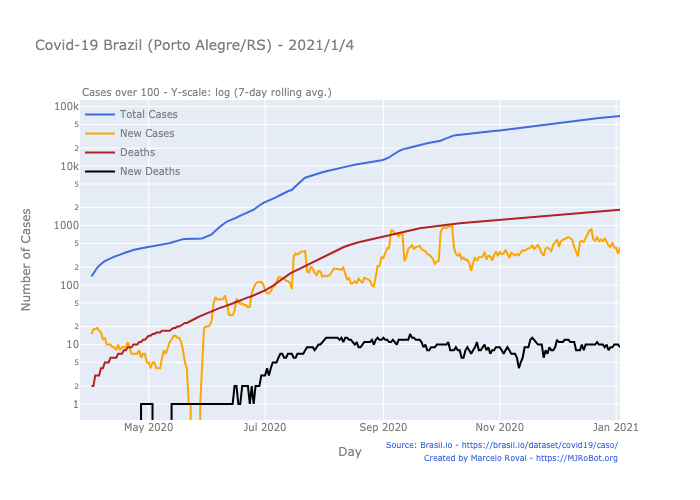 Covid-19 Brazil (Porto Alegre/RS) - 2021/1/4
Cases over 100 - Y-scale: log (7-day rolling avg.)
100k
5
2
10k
5
2
1000
5
2
100
5
2
10
5
2
1
Number of Cases
Total Cases
New Cases
Deaths
New Deaths
May 2020
Jul 2020
Sep 2020
Nov 2020
Jan 2021
Day
Source: Brasil.io - https://brasil.io/dataset/covid19/caso/
Created by Marcelo Rovai - https://MJRoBot.org